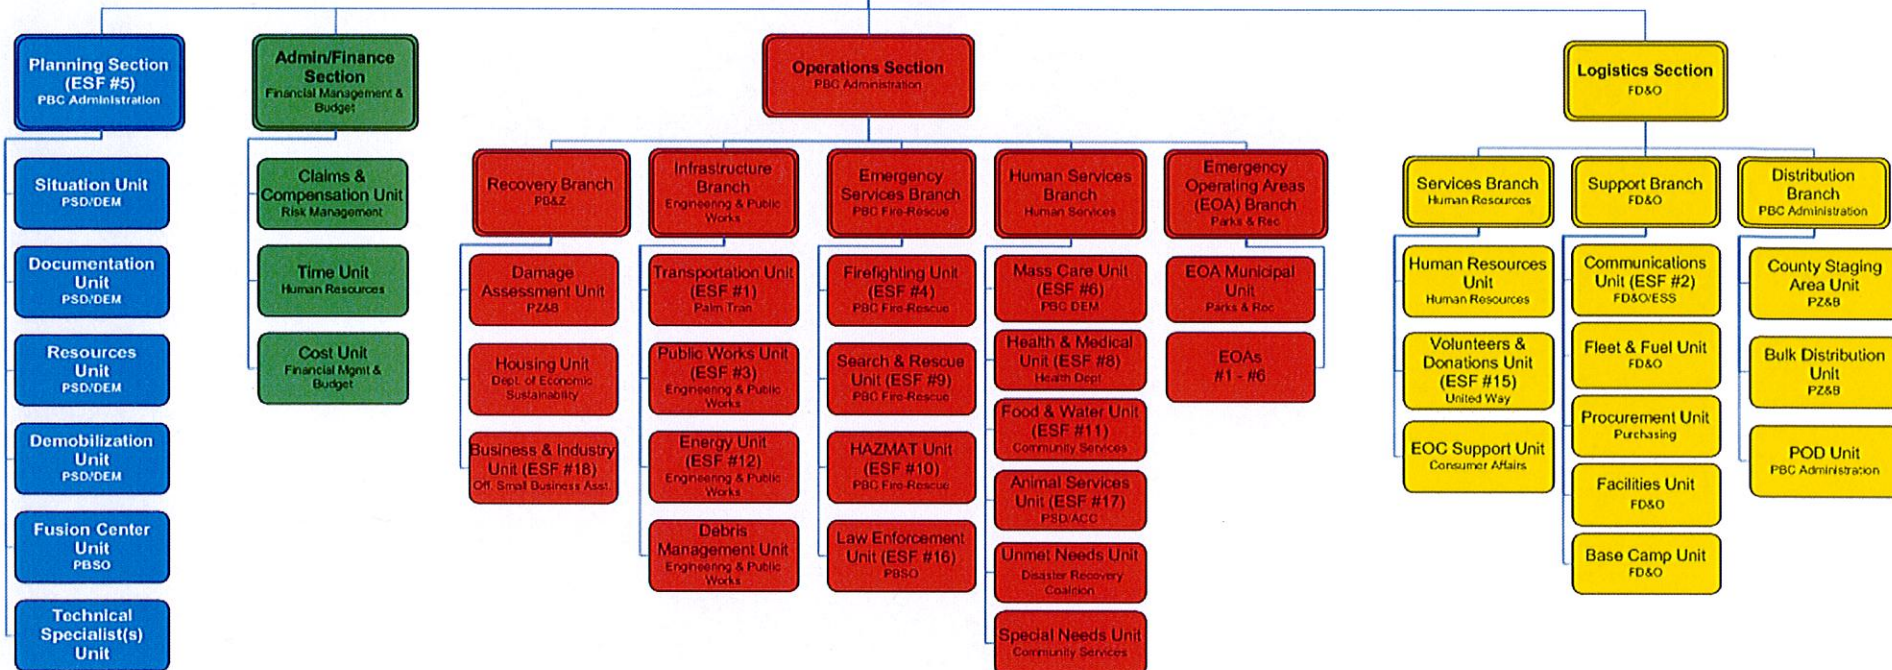 Planning Section
(ESF #5)
PBC Administration
Situation Unit
PSD/DEM
Documentation
Unit
PSD/DEM
Resources
Unit
PSD/DEM
Demobilization
Unit
PSD/DEM
Fusion Center
Unit
PBSO
Technical
Specialist(s)
Unit
Admin/Finance
Section
Financial Management &
Budget
Claims &
Compensation Unit
Risk Management
Time Unit
Human Resources
Cost Unit
Financial Mgmt &
Budget
Operations Section
PBC Administration
Recovery Branch
PB&Z
Damage
Assessment Unit
PZ&B
Housing Unit
Dept. of Economic
Sustainability
Business & Industry
Unit (ESF #18)
Off. Small Business Asst.
Infrastructure
Branch
Engineering & Public
Works
Transportation Unit
(ESF #1)
Palm Tran
Public Works Unit
(ESF #3)
Engineering & Public
Works
Energy Unit
(ESF #12)
Engineering & Public
Works
Debris
Management Unit
Engineering & Public
Works
Emergency
Services Branch
PBC Fire-Rescue
Firefighting Unit
(ESF #4)
PBC Fire-Rescue
Search & Rescue
Unit (ESF #9)
PBC Fire-Rescue
HAZMAT Unit
(ESF #10)
PBC Fire-Rescue
Law Enforcement
Unit (ESF #16)
PBSO
Human Services
Branch
Human Services
Mass Care Unit
(ESF #6)
PBC DEM
Health & Medical
Unit (ESF #8)
Health Dept
Food & Water Unit
(ESF #11)
Community Services
Animal Services
Unit (ESF #17)
PSD/ACC
Unmet Needs Unit
Disaster Recovery
Coalition
Special Needs Unit
Community Services
Emergency
Operating Areas
(EOA) Branch
Parks & Rec
EOA Municipal
Unit
Parks & Rec
EOAs
#1 - #6
Logistics Section
FD&O
Services Branch
Human Resources
Human Resources
Unit
Human Resources
Volunteers &
Donations Unit
(ESF #15)
United Way
EOC Support Unit
Consumer Affairs
Support Branch
FD&O
Communications
Unit (ESF #2)
FD&O/ESS
Fleet & Fuel Unit
FD&O
Procurement Unit
Purchasing
Facilities Unit
FD&O
Base Camp Unit
FD&O
Distribution
Branch
PBC Administration
County Staging
Area Unit
PZ&B
Bulk Distribution
Unit
PZ&B
POD Unit
PBC Administration